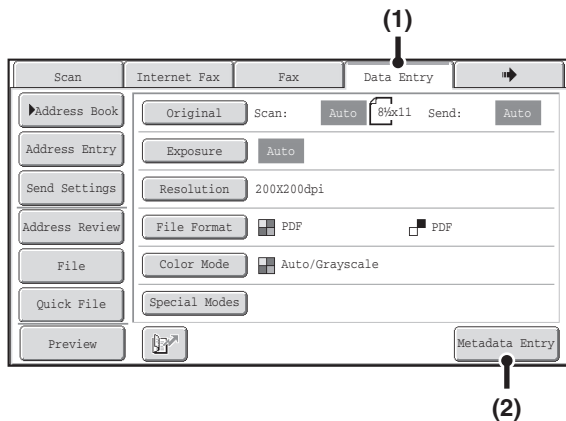 (1)
Scan Internet Fax Fax Data Entry
Address Book Original Scan: Auto 8½x11 Send: Auto
Address Entry Exposure Auto
Send Settings Resolution 200X200dpi
Address Review File Format PDF PDF
File Color Mode Auto/Grayscale
Quick File Special Modes
Preview Metadata Entry
(2)